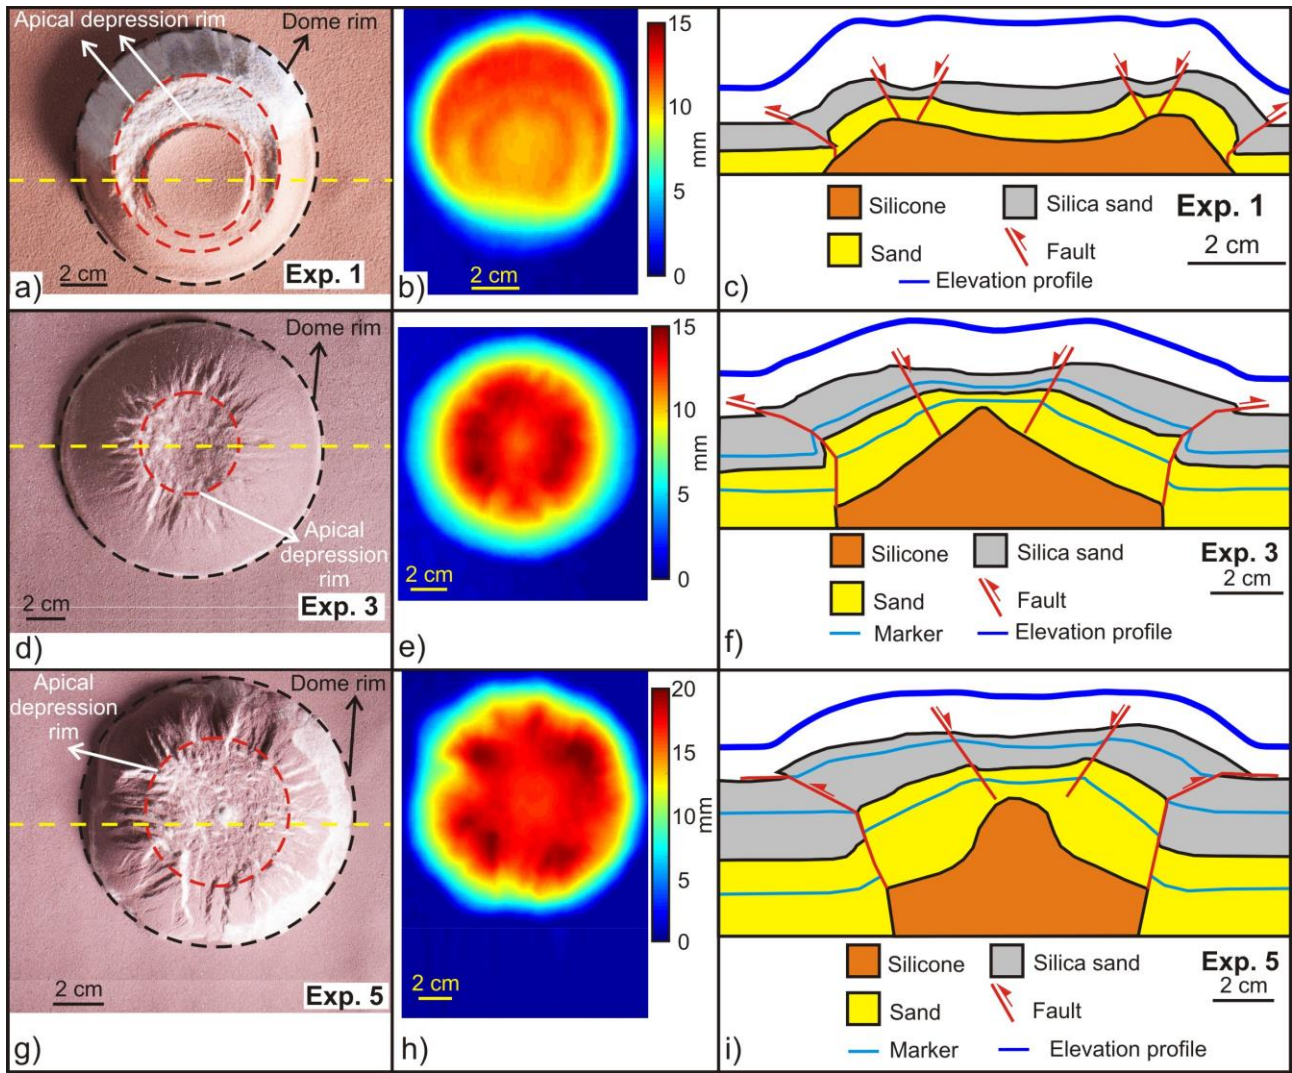 Apical depression rim
Dome rim
2 cm
Exp. 1
a)
15
10
5
0
mm
2 cm
b)
Silicone
Silica sand
Exp. 1
Sand
Fault
2 cm
Elevation profile
c)
Dome rim
Apical
depression
rim
2 cm
Exp. 3
d)
15
10
5
0
mm
2 cm
e)
Silicone
Silica sand
Exp. 3
Sand
Fault
2 cm
Marker
Elevation profile
f)
Apical
depression
rim
Dome rim
2 cm
Exp. 5
g)
20
15
10
5
0
mm
2 cm
h)
Silicone
Silica sand
Exp. 5
Sand
Fault
2 cm
Marker
Elevation profile
i)